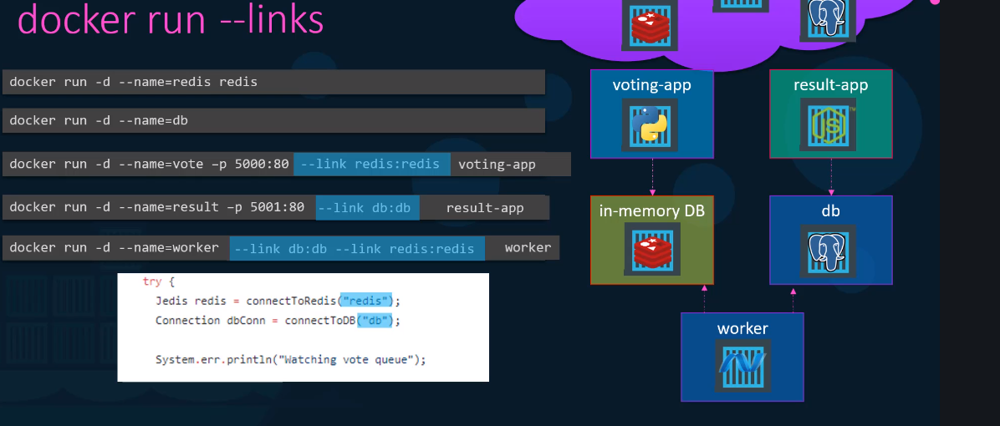 docker run --links
docker run -d --name=redis redis
docker run -d --name=db
docker run -d --name=vote –p 5000:80 --link redis:redis voting-app
docker run -d --name=result –p 5001:80 --link db:db result-app
docker run -d --name=worker --link db:db --link redis:redis worker
try {
Jedis redis = connectToRedis("redis");
Connection dbConn = connectToDB("db");
System.err.println("Watching vote queue");
voting-app
result-app
JS
in-memory DB
db
worker